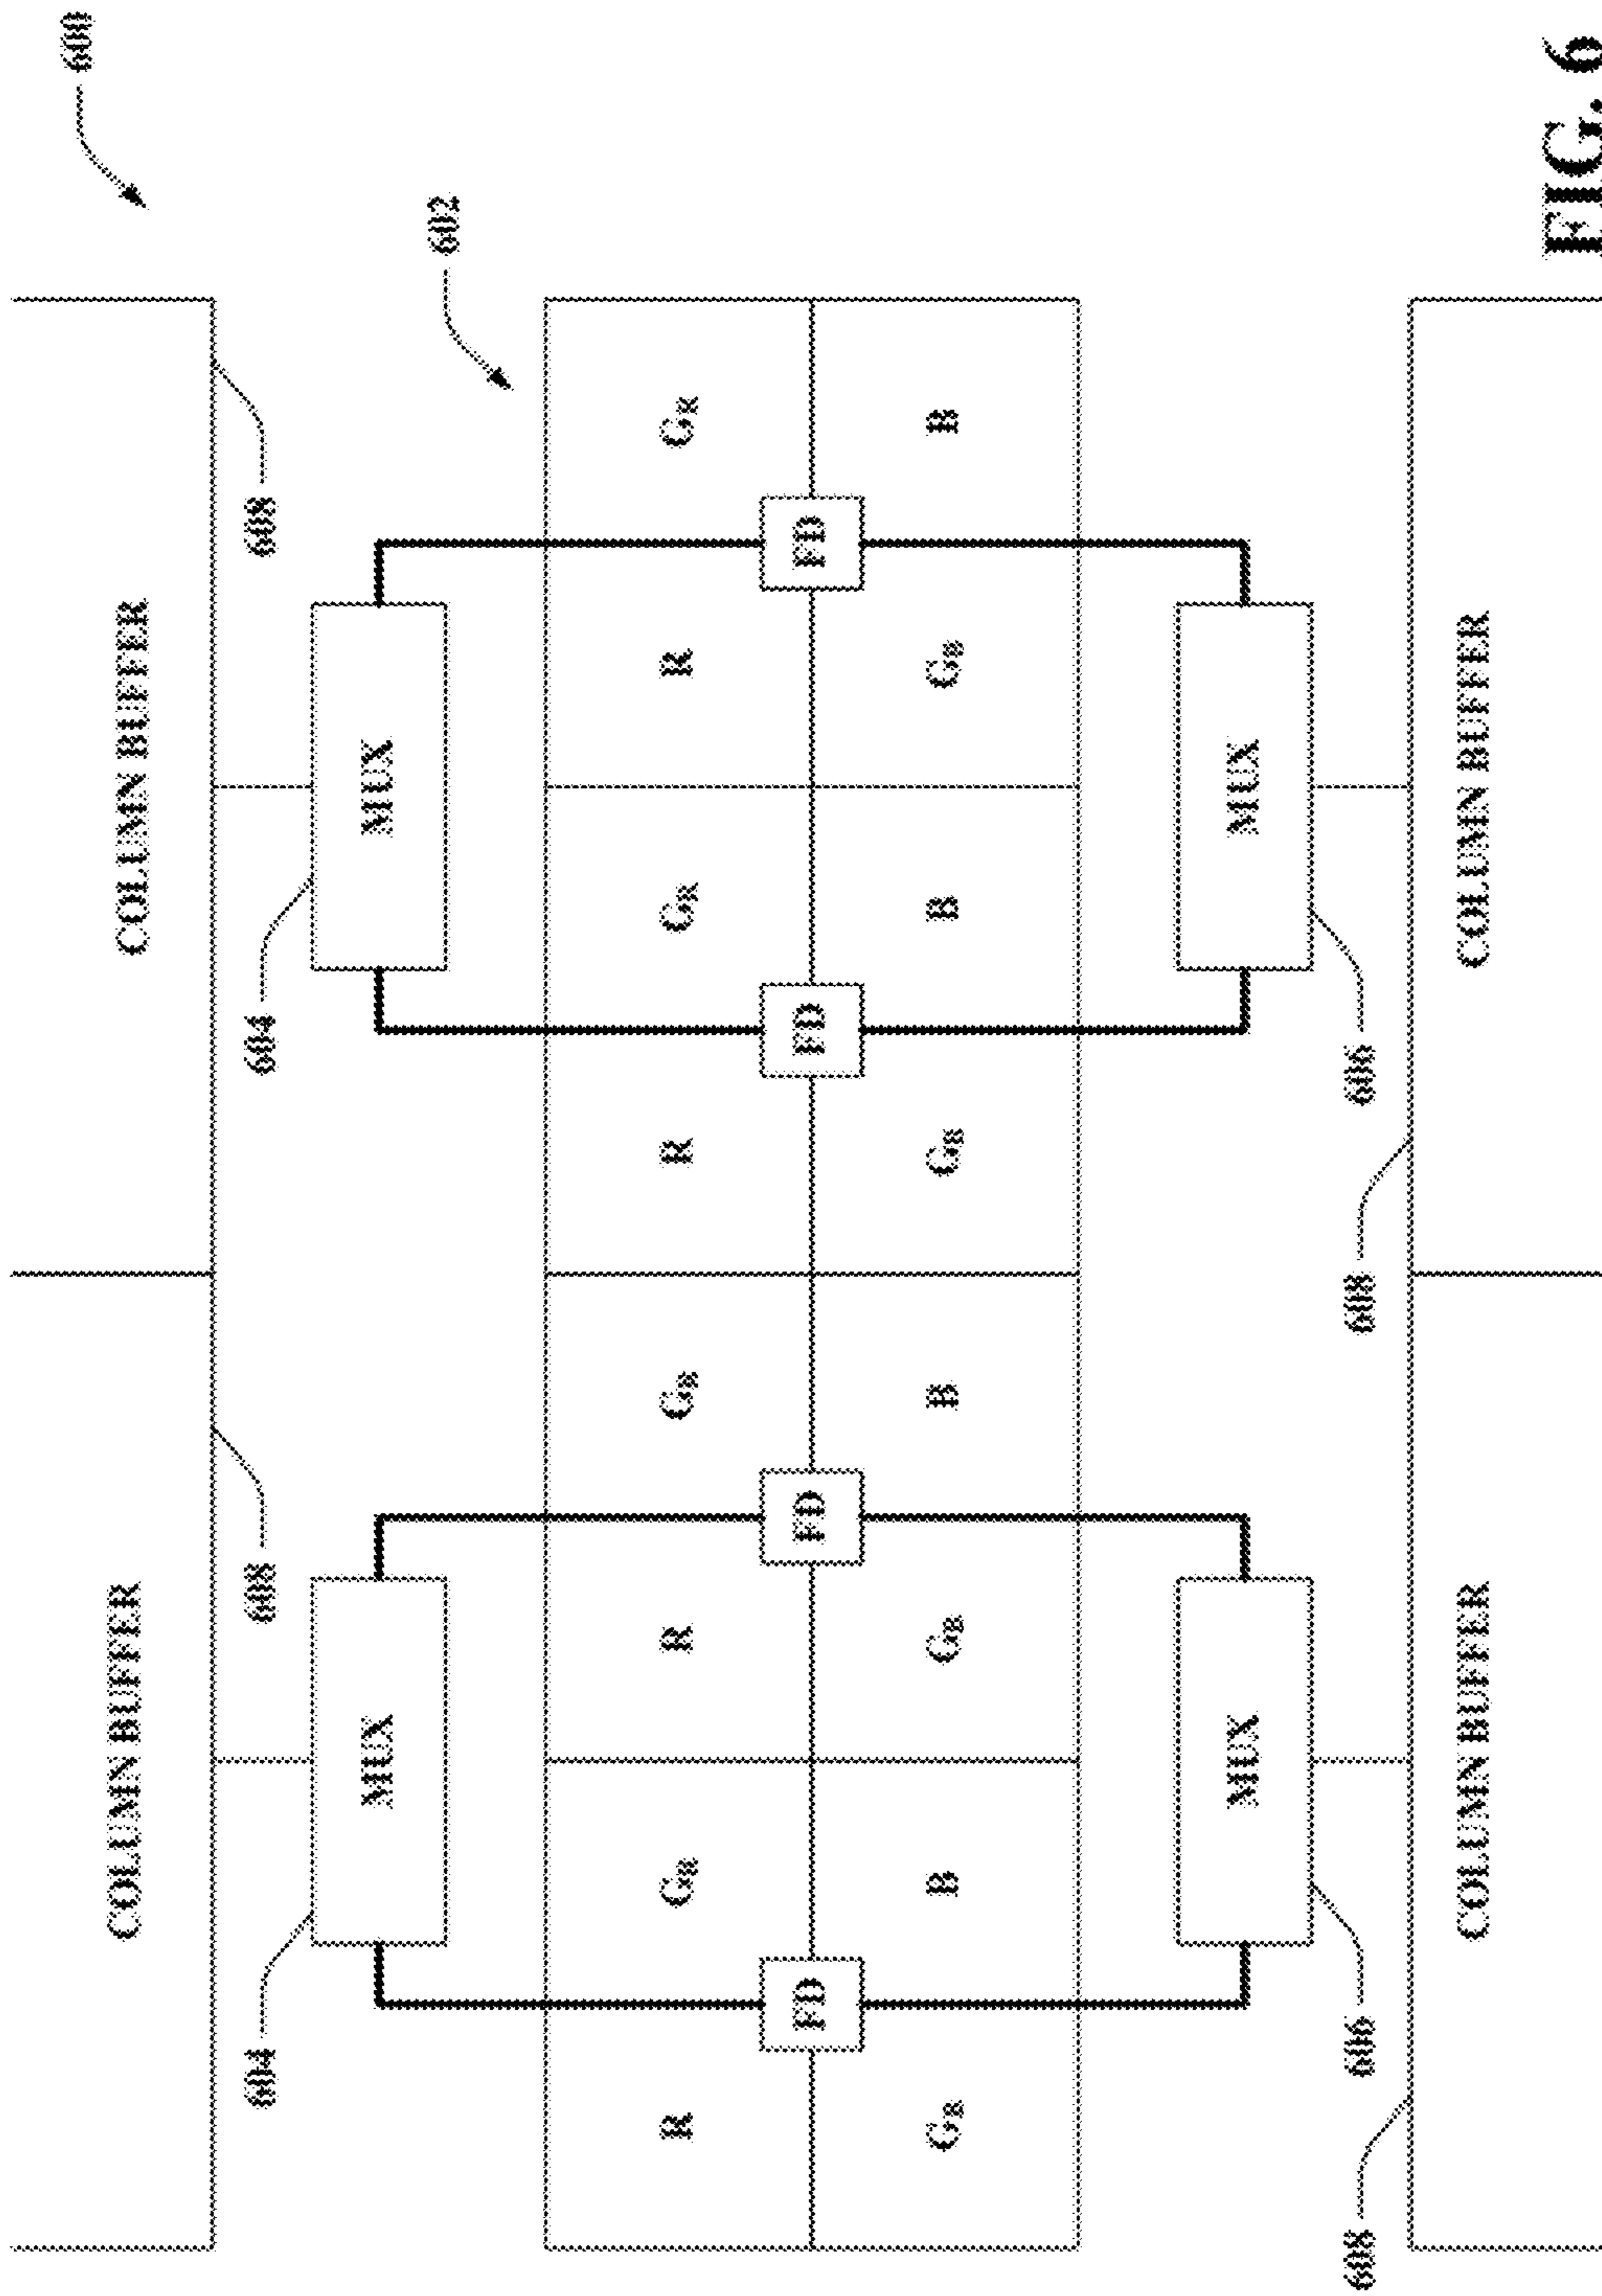 600
COLUMN BUFFER
COLUMN BUFFER
604
608
604
608
MUX
MUX
602
R
GR
R
GR
R
GR
R
GR
FD
FD
FD
FD
GB
B
GB
B
GB
B
GB
B
MUX
MUX
608
606
608
606
COLUMN BUFFER
COLUMN BUFFER
FIG. 6